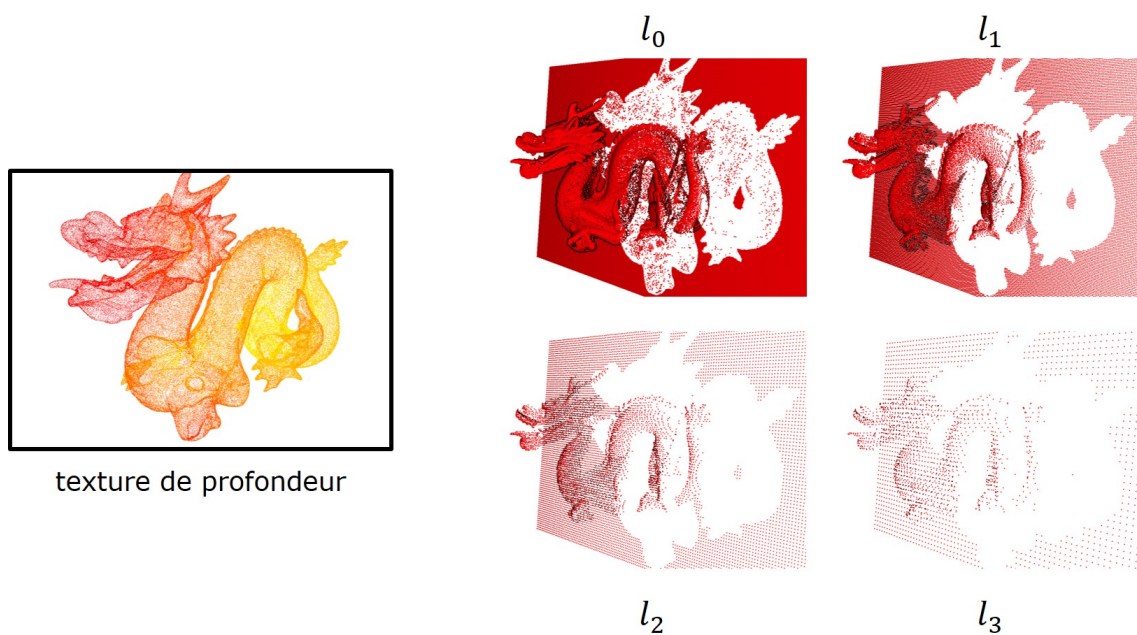 l₀
l₁
texture de profondeur
l₂
l₃